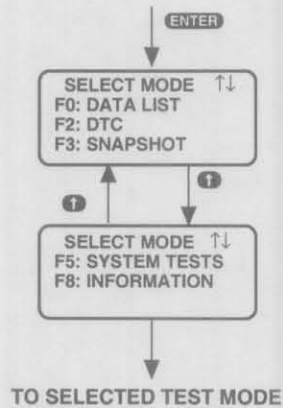 ENTER
SELECT MODE ↑↓
F0: DATA LIST
F2: DTC
F3: SNAPSHOT
SELECT MODE ↑↓
F5: SYSTEM TESTS
F8: INFORMATION
TO SELECTED TEST MODE